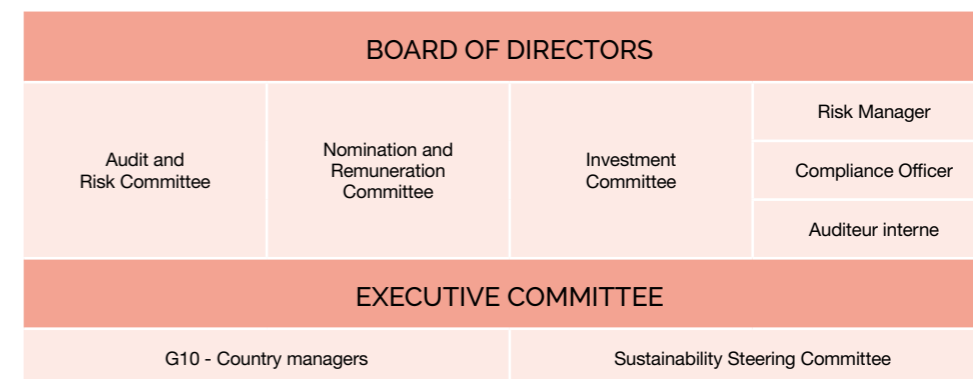 BOARD OF DIRECTORS
Audit and
Risk Committee
Nomination and
Remuneration
Committee
Investment
Committee
Risk Manager
Compliance Officer
Auditeur interne
EXECUTIVE COMMITTEE
G10 - Country managers
Sustainability Steering Committee